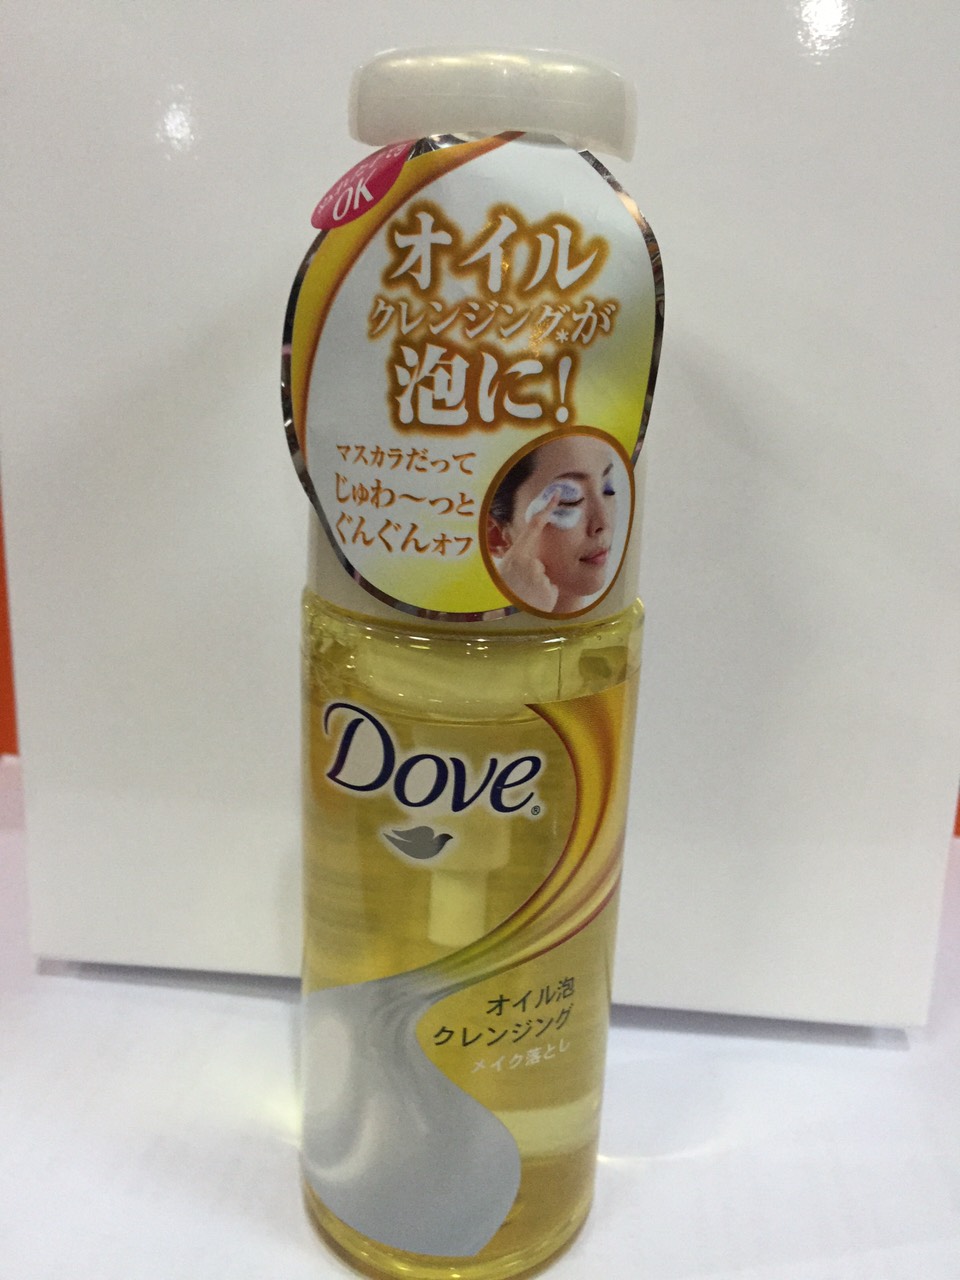 OK
オイル
クレンジング*が
泡に!
マスカラだって
じゅわ〜っと
ぐんぐんオフ
Dove®
オイル泡
クレンジング
メイク落とし